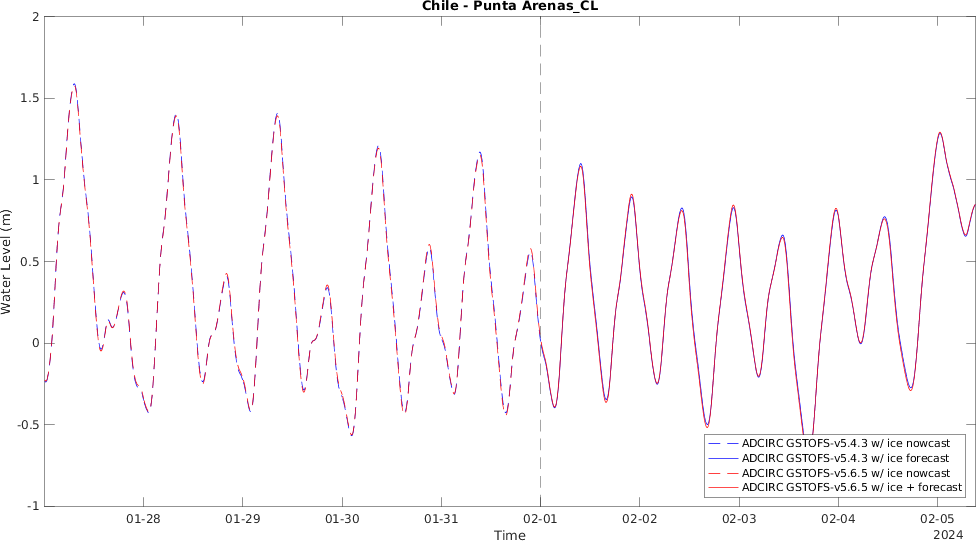 Chile - Punta Arenas_CL
Water Level (m)
2
1.5
1
0.5
0
-0.5
-1
01-28
01-29
01-30
01-31
02-01
02-02
02-03
02-04
02-05
Time
2024
ADCIRC GSTOFS-v5.4.3 w/ ice nowcast
ADCIRC GSTOFS-v5.4.3 w/ ice forecast
ADCIRC GSTOFS-v5.6.5 w/ ice nowcast
ADCIRC GSTOFS-v5.6.5 w/ ice + forecast